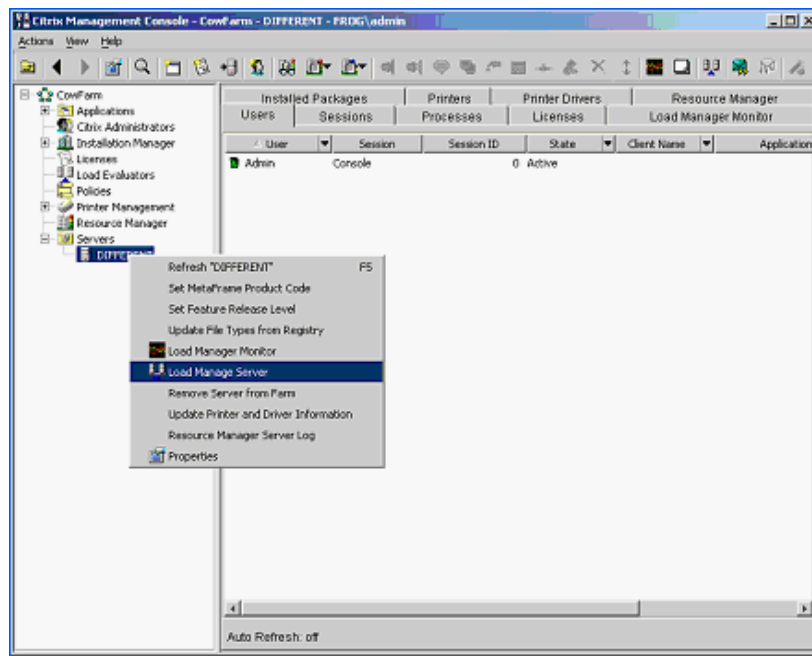 Citrix Management Console - CowFarm - DIFFERENT - FROG\admin
Actions View Help
CowFarm
Applications
Citrix Administrators
Installation Manager
Licenses
Load Evaluators
Policies
Printer Management
Resource Manager
Servers
DIFFERENT
Installed Packages Printers Printer Drivers Resource Manager
Users Sessions Processes Licenses Load Manager Monitor
User Session Session ID State Client Name Application
Admin Console 0 Active
Refresh "DIFFERENT" F5
Set MetaFrame Product Code
Set Feature Release Level
Update File Types from Registry
Load Manager Monitor
Load Manage Server
Remove Server from Farm
Update Printer and Driver Information
Resource Manager Server Log
Properties
Auto Refresh: off